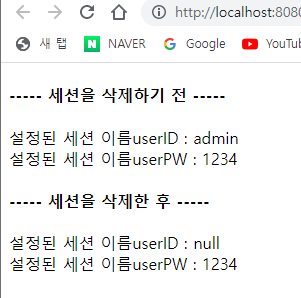 http://localhost:8080
새 탭 NAVER Google YouTub
----- 세션을 삭제하기 전 -----
설정된 세션 이름userID : admin
설정된 세션 이름userPW : 1234
----- 세션을 삭제한 후 -----
설정된 세션 이름userID : null
설정된 세션 이름userPW : 1234